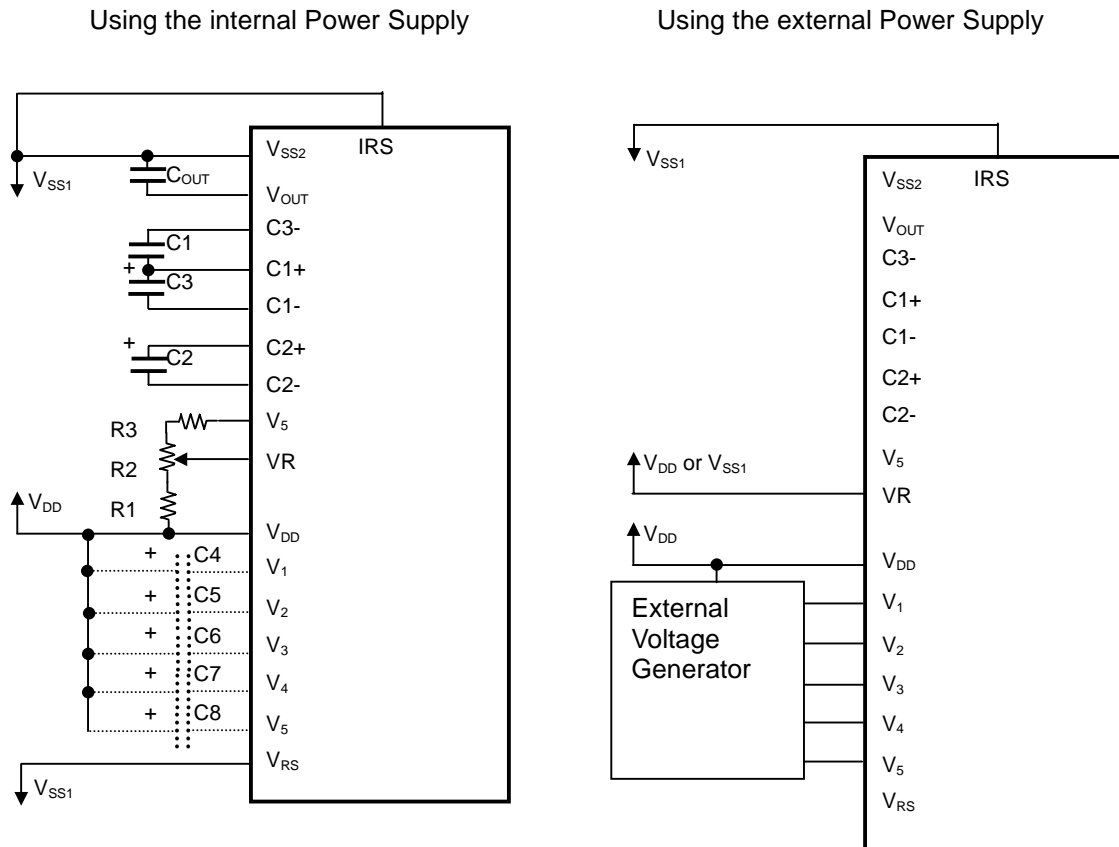 Using the internal Power Supply
IRS
VSS2
VSS1
COUT
VOUT
C3-
C1
+
C1+
C3
C1-
+
C2+
C2
C2-
V5
R3
VR
R2
VDD
R1
VDD
+
C4
V1
+
C5
V2
+
C6
V3
+
C7
V4
+
C8
V5
VRS
VSS1
Using the external Power Supply
VSS1
IRS
VSS2
VOUT
C3-
C1+
C1-
C2+
C2-
V5
VDD or VSS1
VR
VDD
VDD
External
Voltage
Generator
V1
V2
V3
V4
V5
VRS